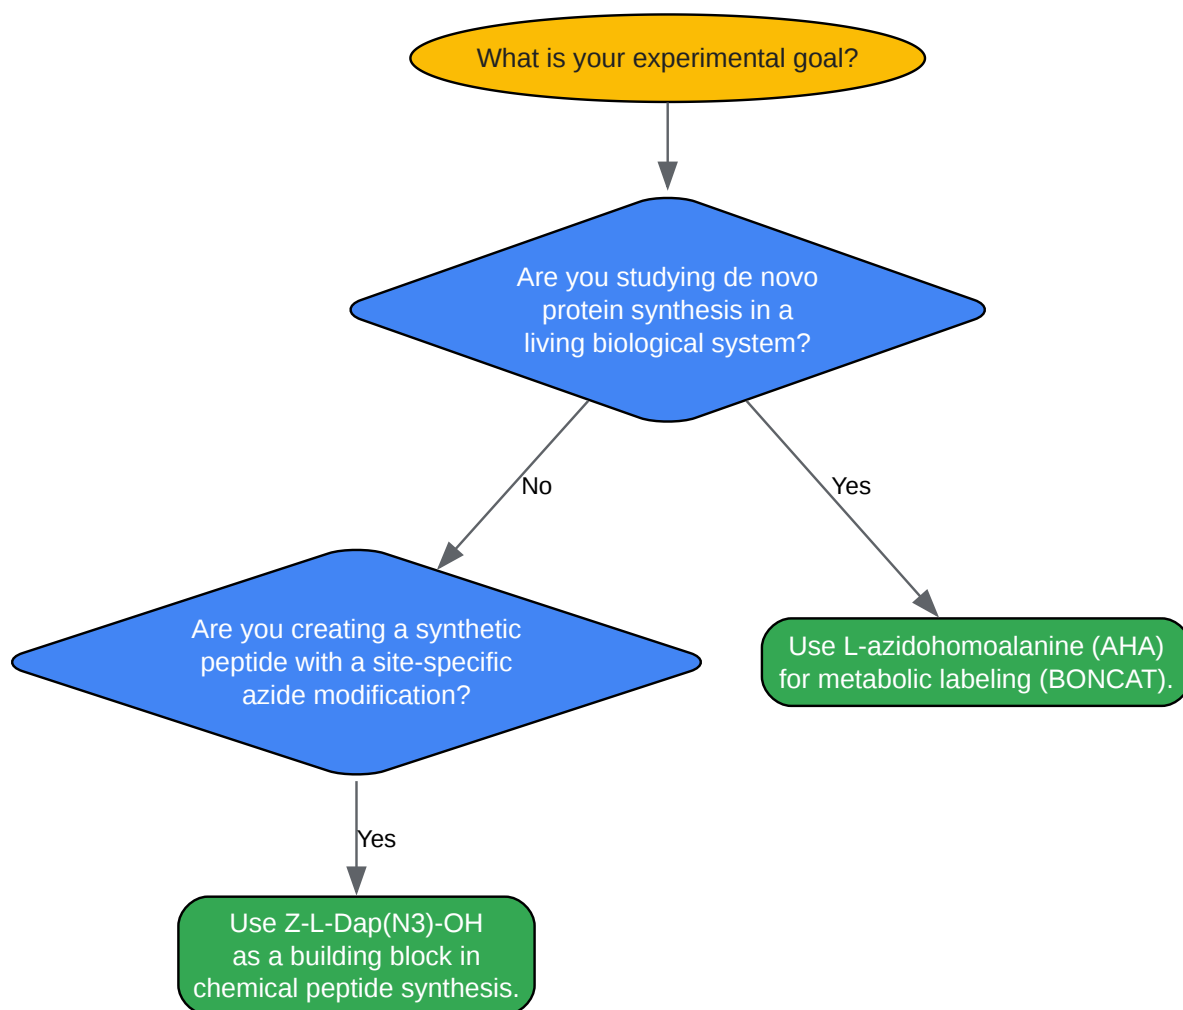 What is your experimental goal?
Are you studying de novo
protein synthesis in a
living biological system?
No
Yes
Are you creating a synthetic
peptide with a site-specific
azide modification?
Use L-azidohomoalanine (AHA)
for metabolic labeling (BONCAT).
Yes
Use Z-L-Dap(N3)-OH
as a building block in
chemical peptide synthesis.